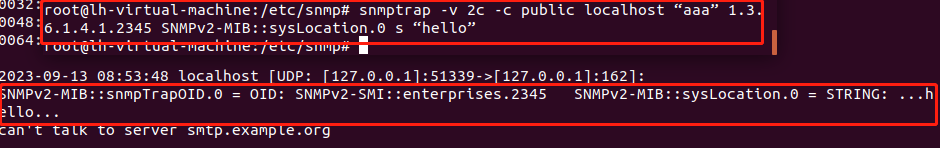 0032:
root@lh-virtual-machine:/etc/snmp# snmptrap -v 2c -c public localhost “aaa” 1.3.
0048:
6.1.4.1.2345 SNMPv2-MIB::sysLocation.0 s “hello”
0064:
root@lh-virtual-machine:/etc/snmp#
2023-09-13 08:53:48 localhost [UDP: [127.0.0.1]:51339->[127.0.0.1]:162]:
SNMPv2-MIB::snmpTrapOID.0 = OID: SNMPv2-SMI::enterprises.2345   SNMPv2-MIB::sysLocation.0 = STRING: ...h
ello...
can't talk to server smtp.example.org